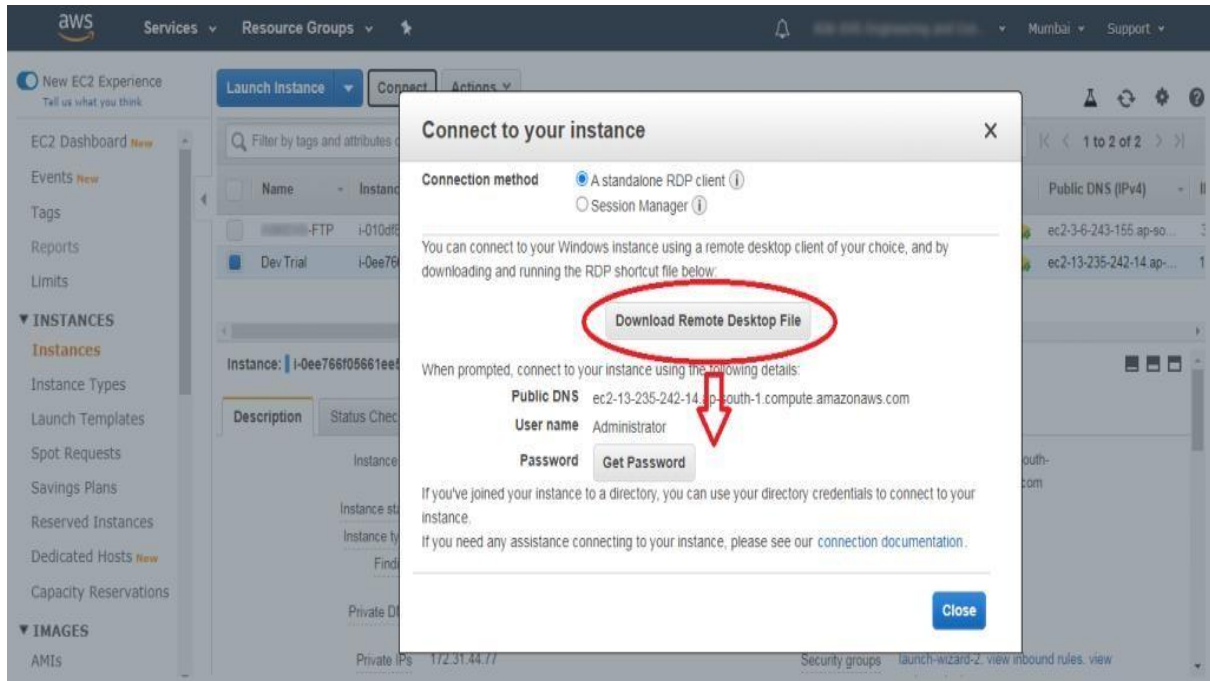 aws Services Resource Groups Mumbai Support
New EC2 Experience
Tell us what you think
EC2 Dashboard New
Events New
Tags
Reports
Limits
INSTANCES
Instances
Instance Types
Launch Templates
Spot Requests
Savings Plans
Reserved Instances
Dedicated Hosts New
Capacity Reservations
IMAGES
AMIs
Launch Instance Connect Actions
Filter by tags and attributes
1 to 2 of 2
Name Public DNS (IPv4)
-FTP ec2-3-6-243-155.ap-so...
Dev Trial ec2-13-235-242-14.ap-...
Instance: i-0ee766f05661ee
Description Status Chec
Instance
Private IPs 172.31.44.77 Security groups launch-wizard-2. view inbound rules. view
Connect to your instance
Connection method A standalone RDP client
Session Manager
You can connect to your Windows instance using a remote desktop client of your choice, and by
downloading and running the RDP shortcut file below:
Download Remote Desktop File
When prompted, connect to your instance using the following details:
Public DNS ec2-13-235-242-14.ap-south-1.compute.amazonaws.com
User name Administrator
Password Get Password
If you've joined your instance to a directory, you can use your directory credentials to connect to your
instance.
If you need any assistance connecting to your instance, please see our connection documentation.
Close